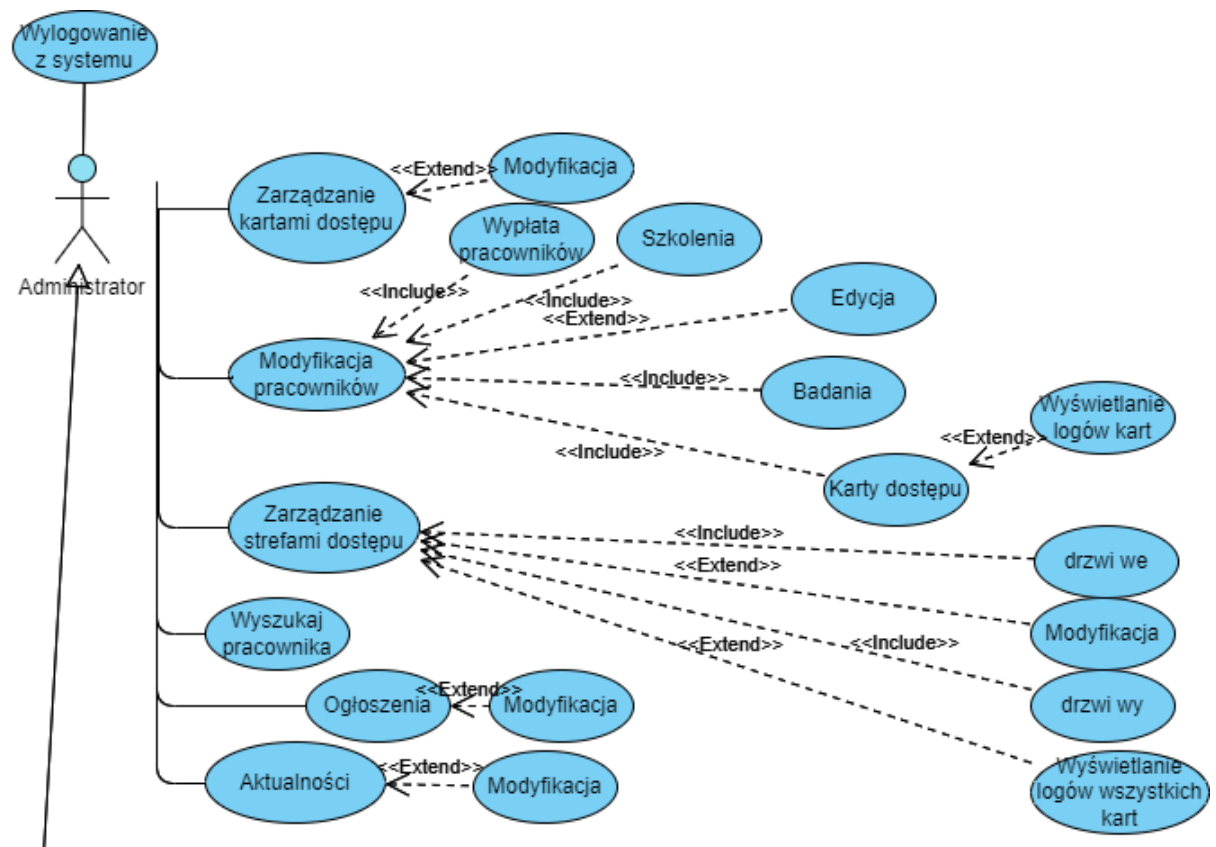 Wylogowanie
z systemu
Administrator
Zarządzanie
kartami dostępu
<<Extend>>
Modyfikacja
Wypłata
pracowników
Szkolenia
<<Include>>
<<Include>>
<<Extend>>
Edycja
Modyfikacja
pracowników
<<Include>>
Badania
<<Include>>
Karty dostępu
<<Extend>>
Wyświetlanie
logów kart
Zarządzanie
strefami dostępu
<<Include>>
drzwi we
<<Extend>>
Modyfikacja
<<Include>>
drzwi wy
<<Extend>>
Wyświetlanie
logów wszystkich
kart
Wyszukaj
pracownika
Ogłoszenia
<<Extend>>
Modyfikacja
Aktualności
<<Extend>>
Modyfikacja